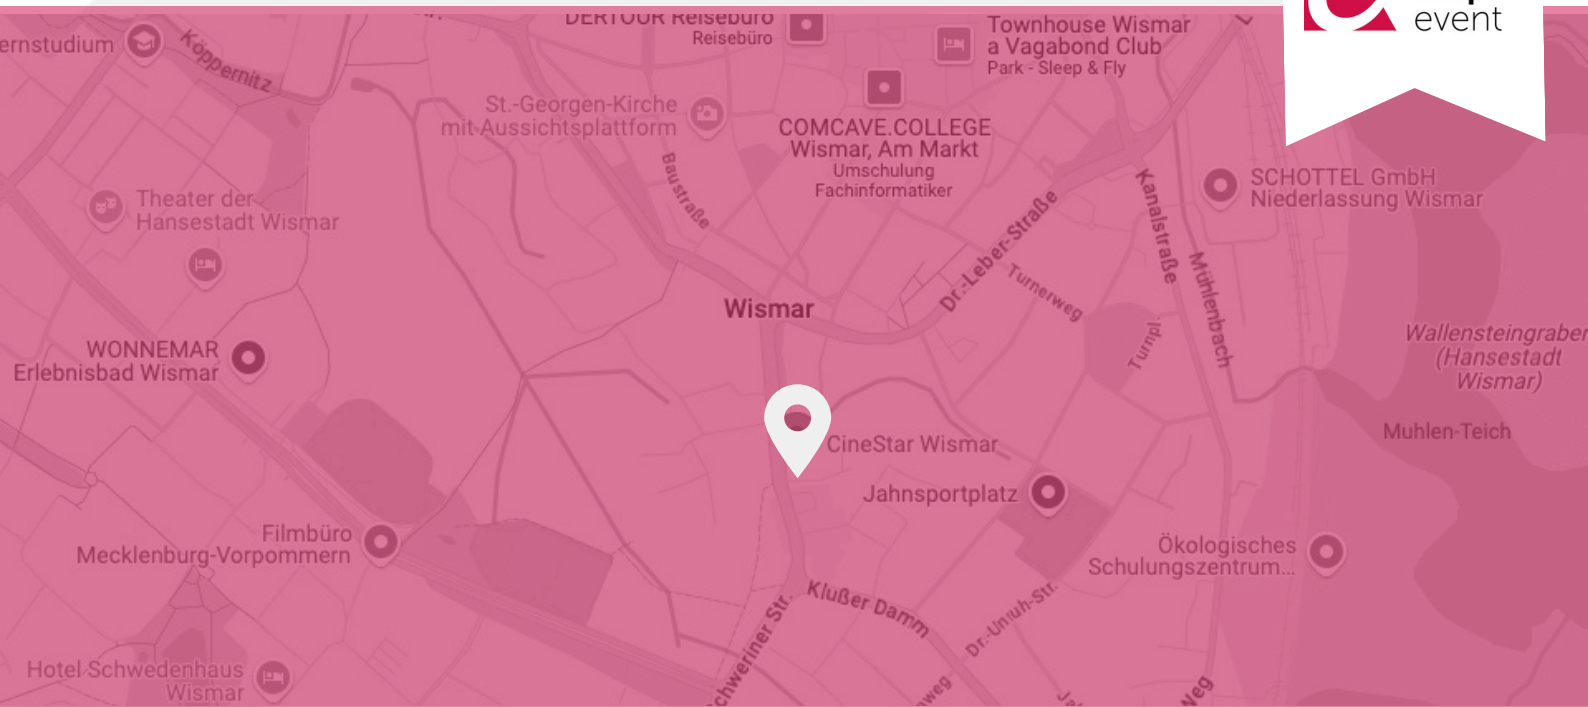 DERTOUR Reisebüro
Reisebüro
Townhouse Wismar
a Vagabond Club
Park - Sleep & Fly
event
ernstudium
Köppernitz
St.-Georgen-Kirche
mit Aussichtsplattform
COMCAVE.COLLEGE
Wismar, Am Markt
Umschulung
Fachinformatiker
Baustraße
Kanalstraße
SCHOTTEL GmbH
Niederlassung Wismar
Theater der
Hansestadt Wismar
Dr.-Leber-Straße
Turnerweg
Mühlenbach
Wismar
Turnpl.
WONNEMAR
Erlebnisbad Wismar
Wallensteingraben
(Hansestadt
Wismar)
Muhlen-Teich
CineStar Wismar
Jahnsportplatz
Filmbüro
Mecklenburg-Vorpommern
Ökologisches
Schulungszentrum...
Klußer Damm
Dr.-Unruh-Str.
Schweriner Str.
Hotel Schwedenhaus
Wismar
weg
Weg